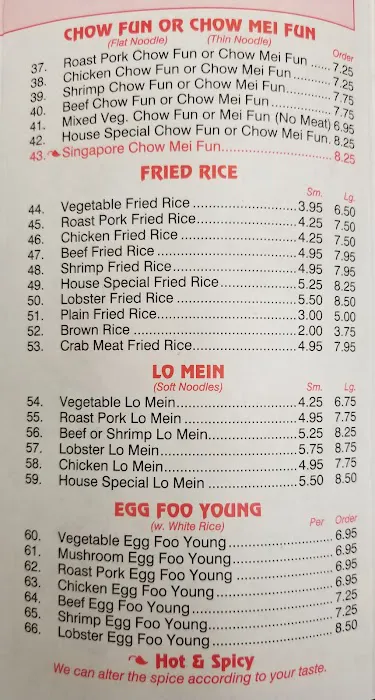 CHOW FUN OR CHOW MEI FUN
(Flat Noodle) (Thin Noodle)
Order
37. Roast Pork Chow Fun or Chow Mei Fun ..... 7.25
38. Chicken Chow Fun or Chow Mei Fun ........ 7.25
39. Shrimp Chow Fun or Chow Mei Fun ......... 7.75
40. Beef Chow Fun or Chow Mei Fun ............. 7.75
41. Mixed Veg. Chow Fun or Mei Fun (No Meat) 6.95
42. House Special Chow Fun or Chow Mei Fun. 8.25
43. Singapore Chow Mei Fun.......................... 8.25
FRIED RICE
Sm. Lg.
44. Vegetable Fried Rice ........................ 3.95 6.50
45. Roast Pork Fried Rice....................... 4.25 7.50
46. Chicken Fried Rice ........................... 4.25 7.50
47. Beef Fried Rice ................................ 4.95 7.95
48. Shrimp Fried Rice............................. 4.95 7.95
49. House Special Fried Rice................. 5.25 8.25
50. Lobster Fried Rice ........................... 5.50 8.50
51. Plain Fried Rice................................ 3.00 5.00
52. Brown Rice ...................................... 2.00 3.75
53. Crab Meat Fried Rice....................... 4.95 7.95
LO MEIN
(Soft Noodles)
Sm. Lg.
54. Vegetable Lo Mein........................... 4.25 6.75
55. Roast Pork Lo Mein ......................... 4.95 7.75
56. Beef or Shrimp Lo Mein................... 5.25 8.25
57. Lobster Lo Mein............................... 5.75 8.75
58. Chicken Lo Mein.............................. 4.95 7.75
59. House Special Lo Mein ................... 5.50 8.50
EGG FOO YOUNG
(w. White Rice)
Per Order
60. Vegetable Egg Foo Young........................ 6.95
61. Mushroom Egg Foo Young....................... 6.95
62. Roast Pork Egg Foo Young ..................... 6.95
63. Chicken Egg Foo Young.......................... 6.95
64. Beef Egg Foo Young ............................... 7.25
65. Shrimp Egg Foo Young............................ 7.25
66. Lobster Egg Foo Young........................... 8.50
Hot & Spicy
We can alter the spice according to your taste.